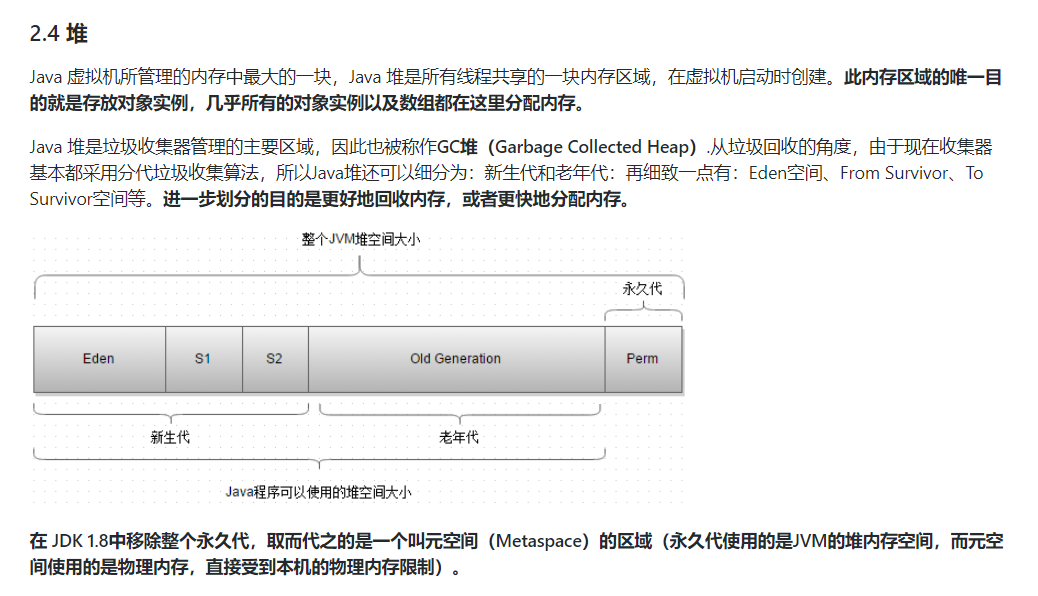 2.4 堆
Java 虚拟机所管理的内存中最大的一块，Java 堆是所有线程共享的一块内存区域，在虚拟机启动时创建。此内存区域的唯一目
的就是存放对象实例，几乎所有的对象实例以及数组都在这里分配内存。
Java 堆是垃圾收集器管理的主要区域，因此也被称作GC堆（Garbage Collected Heap）.从垃圾回收的角度，由于现在收集器
基本都采用分代垃圾收集算法，所以Java堆还可以细分为：新生代和老年代：再细致一点有：Eden空间、From Survivor、To
Survivor空间等。进一步划分的目的是更好地回收内存，或者更快地分配内存。
整个JVM堆空间大小
永久代
Eden S1 S2 Old Generation Perm
新生代 老年代
Java程序可以使用的堆空间大小
在 JDK 1.8中移除整个永久代，取而代之的是一个叫元空间（Metaspace）的区域（永久代使用的是JVM的堆内存空间，而元空
间使用的是物理内存，直接受到本机的物理内存限制）。